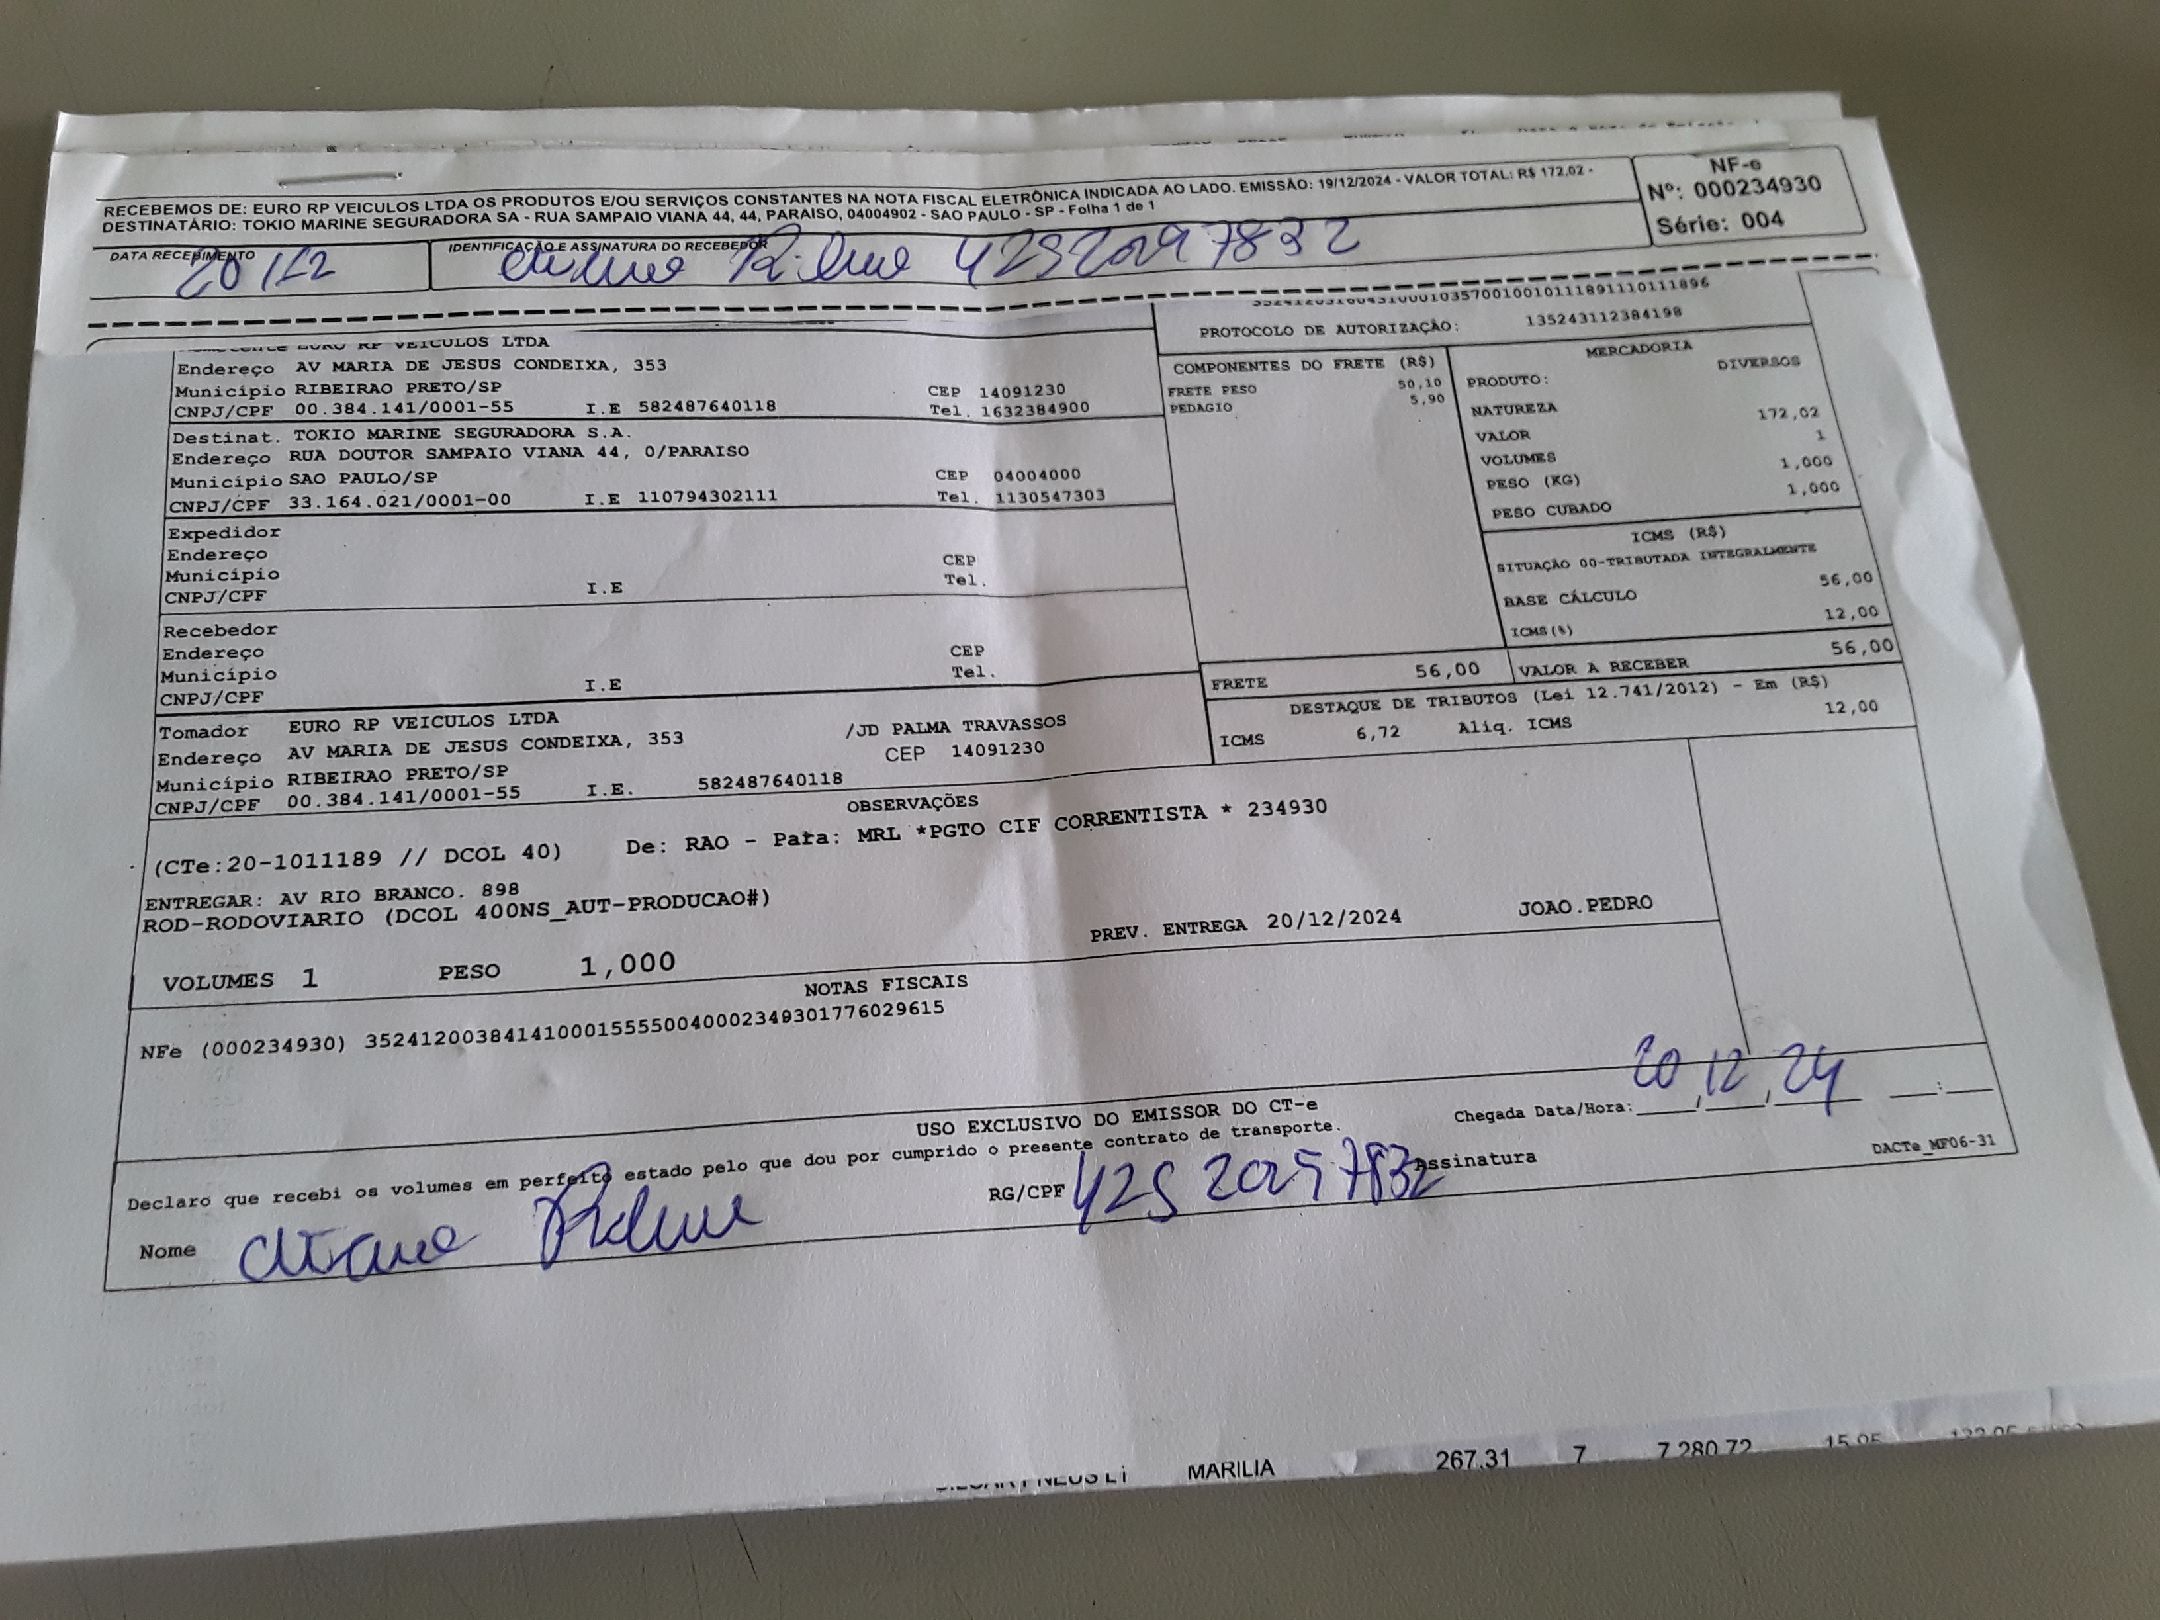 RECEBEMOS DE: EURO RP VEICULOS LTDA OS PRODUTOS E/OU SERVIÇOS CONSTANTES NA NOTA FISCAL ELETRÔNICA INDICADA AO LADO. EMISSÃO: 19/12/2024 - VALOR TOTAL: R$ 172,02 -
DESTINATÁRIO: TOKIO MARINE SEGURADORA SA - RUA SAMPAIO VIANA 44, 44, PARAISO, 04004902 - SAO PAULO - SP - Folha 1 de 1
NF-e
Nº: 000234930
Série: 004
DATA RECEBIMENTO
20/12
IDENTIFICAÇÃO E ASSINATURA DO RECEBEDOR
PROTOCOLO DE AUTORIZAÇÃO: 135243112384198
EURO RP VEICULOS LTDA
Endereço AV MARIA DE JESUS CONDEIXA, 353
Município RIBEIRAO PRETO/SP CEP 14091230
CNPJ/CPF 00.384.141/0001-55 I.E 582487640118 Tel. 1632384900
Destinat. TOKIO MARINE SEGURADORA S.A.
Endereço RUA DOUTOR SAMPAIO VIANA 44, 0/PARAISO
Município SAO PAULO/SP CEP 04004000
CNPJ/CPF 33.164.021/0001-00 I.E 110794302111 Tel. 1130547303
Expedidor
Endereço
Município CEP
CNPJ/CPF I.E Tel.
Recebedor
Endereço
Município CEP
CNPJ/CPF I.E Tel.
Tomador EURO RP VEICULOS LTDA
Endereço AV MARIA DE JESUS CONDEIXA, 353 /JD PALMA TRAVASSOS
Município RIBEIRAO PRETO/SP CEP 14091230
CNPJ/CPF 00.384.141/0001-55 I.E. 582487640118
COMPONENTES DO FRETE (R$)
FRETE PESO 50,10
PEDAGIO 5,90
MERCADORIA
PRODUTO: DIVERSOS
NATUREZA
VALOR 172,02
VOLUMES 1
PESO (KG) 1,000
PESO CUBADO 1,000
ICMS (R$)
SITUAÇÃO 00-TRIBUTADA INTEGRALMENTE
BASE CÁLCULO 56,00
ICMS(%) 12,00
FRETE 56,00 VALOR A RECEBER 56,00
DESTAQUE DE TRIBUTOS (Lei 12.741/2012) - Em (R$)
ICMS 6,72 Aliq. ICMS 12,00
OBSERVAÇÕES
(CTe:20-1011189 // DCOL 40) De: RAO - Para: MRL *PGTO CIF CORRENTISTA * 234930
ENTREGAR: AV RIO BRANCO. 898
ROD-RODOVIARIO (DCOL 400NS_AUT-PRODUCAO#)
PREV. ENTREGA 20/12/2024 JOAO.PEDRO
VOLUMES 1 PESO 1,000
NOTAS FISCAIS
NFe (000234930) 35241200384141000155550040002349301776029615
USO EXCLUSIVO DO EMISSOR DO CT-e
Chegada Data/Hora: 20/12/24
Declaro que recebi os volumes em perfeito estado pelo que dou por cumprido o presente contrato de transporte.
Nome RG/CPF Assinatura
DACTe_MF06-31
MARILIA 267,31 7 7.280,72